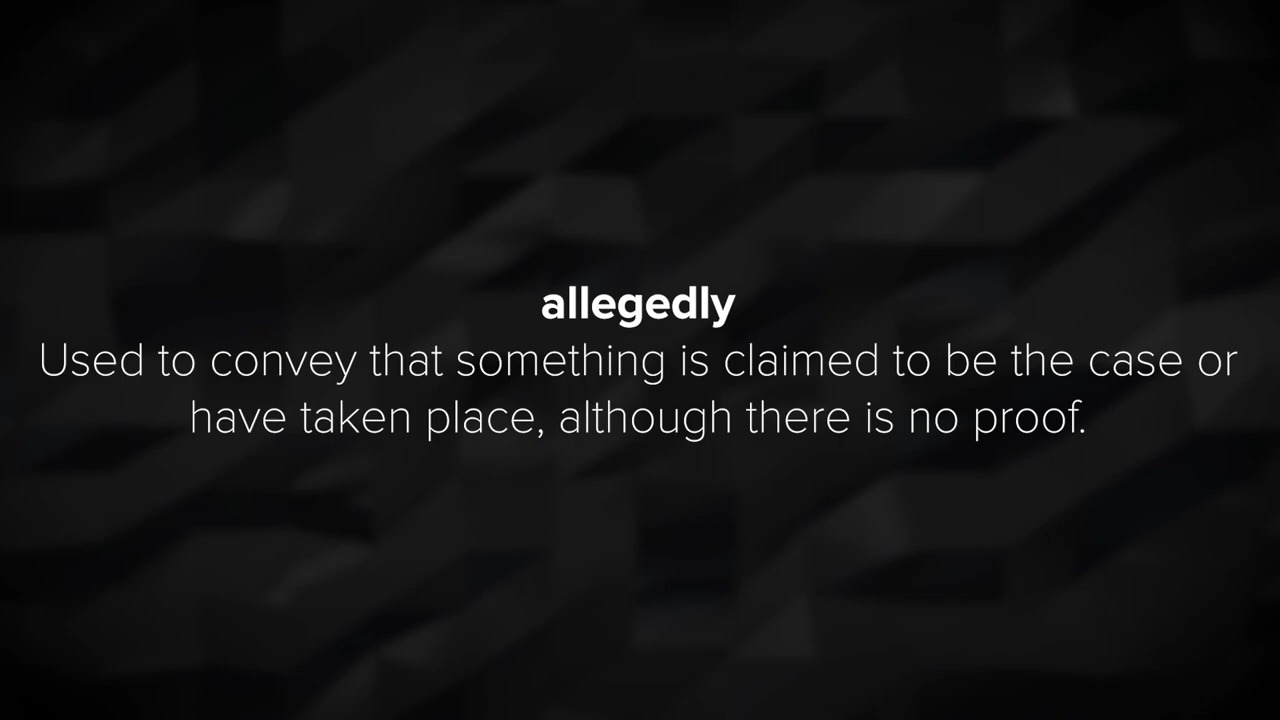 allegedly
Used to convey that something is claimed to be the case or
have taken place, although there is no proof.